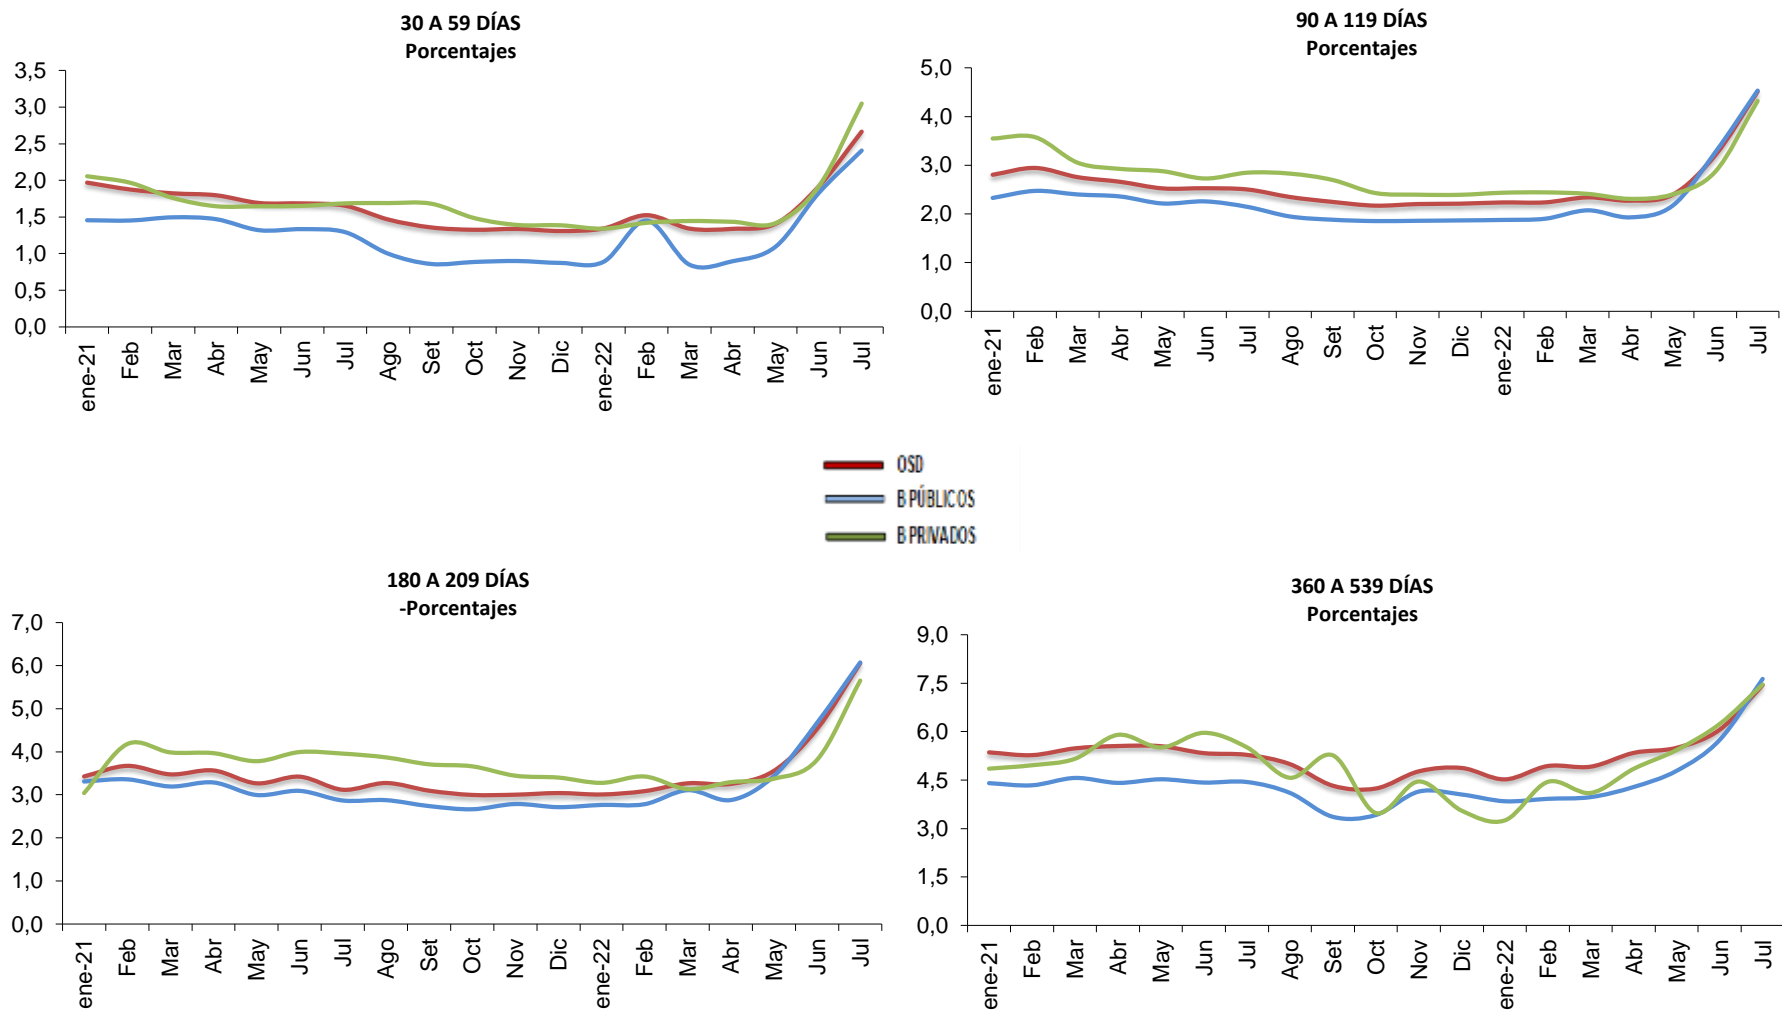 30 A 59 DÍAS
Porcentajes
3,5
3,0
2,5
2,0
1,5
1,0
0,5
0,0
ene-21
Feb
Mar
Abr
May
Jun
Jul
Ago
Set
Oct
Nov
Dic
ene-22
Feb
Mar
Abr
May
Jun
Jul
90 A 119 DÍAS
Porcentajes
5,0
4,0
3,0
2,0
1,0
0,0
ene-21
Feb
Mar
Abr
May
Jun
Jul
Ago
Set
Oct
Nov
Dic
ene-22
Feb
Mar
Abr
May
Jun
Jul
OSD
B PÚBLICOS
B PRIVADOS
180 A 209 DÍAS
-Porcentajes
7,0
6,0
5,0
4,0
3,0
2,0
1,0
0,0
ene-21
Feb
Mar
Abr
May
Jun
Jul
Ago
Set
Oct
Nov
Dic
ene-22
Feb
Mar
Abr
May
Jun
Jul
360 A 539 DÍAS
Porcentajes
9,0
7,5
6,0
4,5
3,0
1,5
0,0
ene-21
Feb
Mar
Abr
May
Jun
Jul
Ago
Set
Oct
Nov
Dic
ene-22
Feb
Mar
Abr
May
Jun
Jul